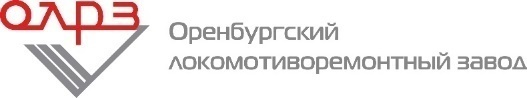 ОЛРЗ
Оренбургский
локомотиворемонтный завод